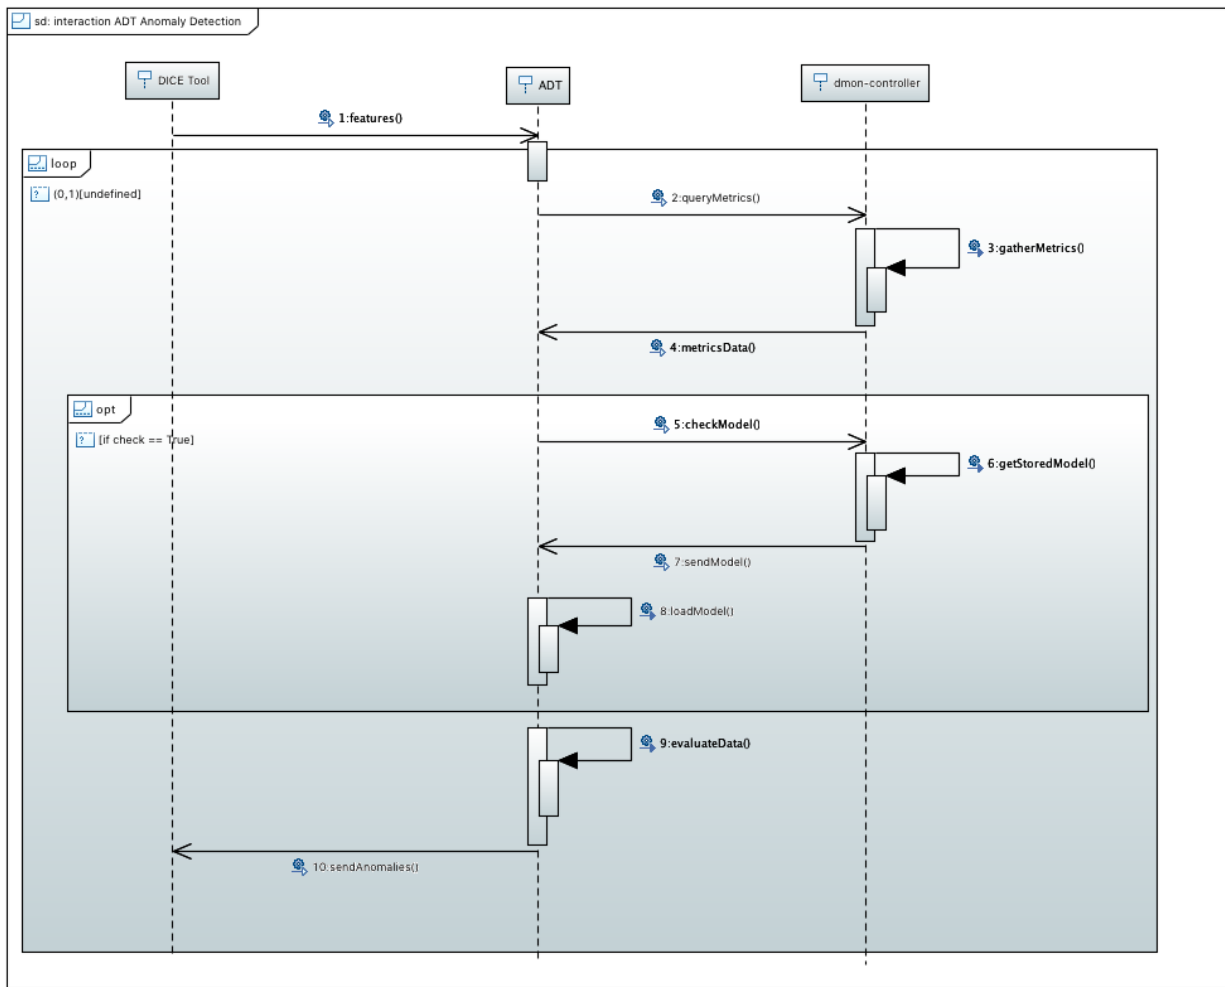 sd: interaction ADT Anomaly Detection
DICE Tool
ADT
dmon-controller
1:features()
loop
(0,1)[undefined]
2:queryMetrics()
3:gatherMetrics()
4:metricsData()
opt
[if check == True]
5:checkModel()
6:getStoredModel()
7:sendModel()
8:loadModel()
9:evaluateData()
10:sendAnomalies()